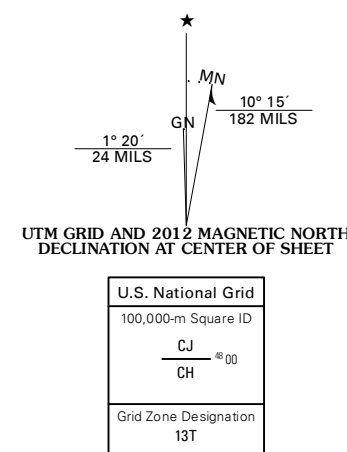 ★
MN
GN
10° 15´
182 MILS
1° 20´
24 MILS
UTM GRID AND 2012 MAGNETIC NORTH
DECLINATION AT CENTER OF SHEET
U.S. National Grid
100,000-m Square ID
CJ
48 00
CH
Grid Zone Designation
13T